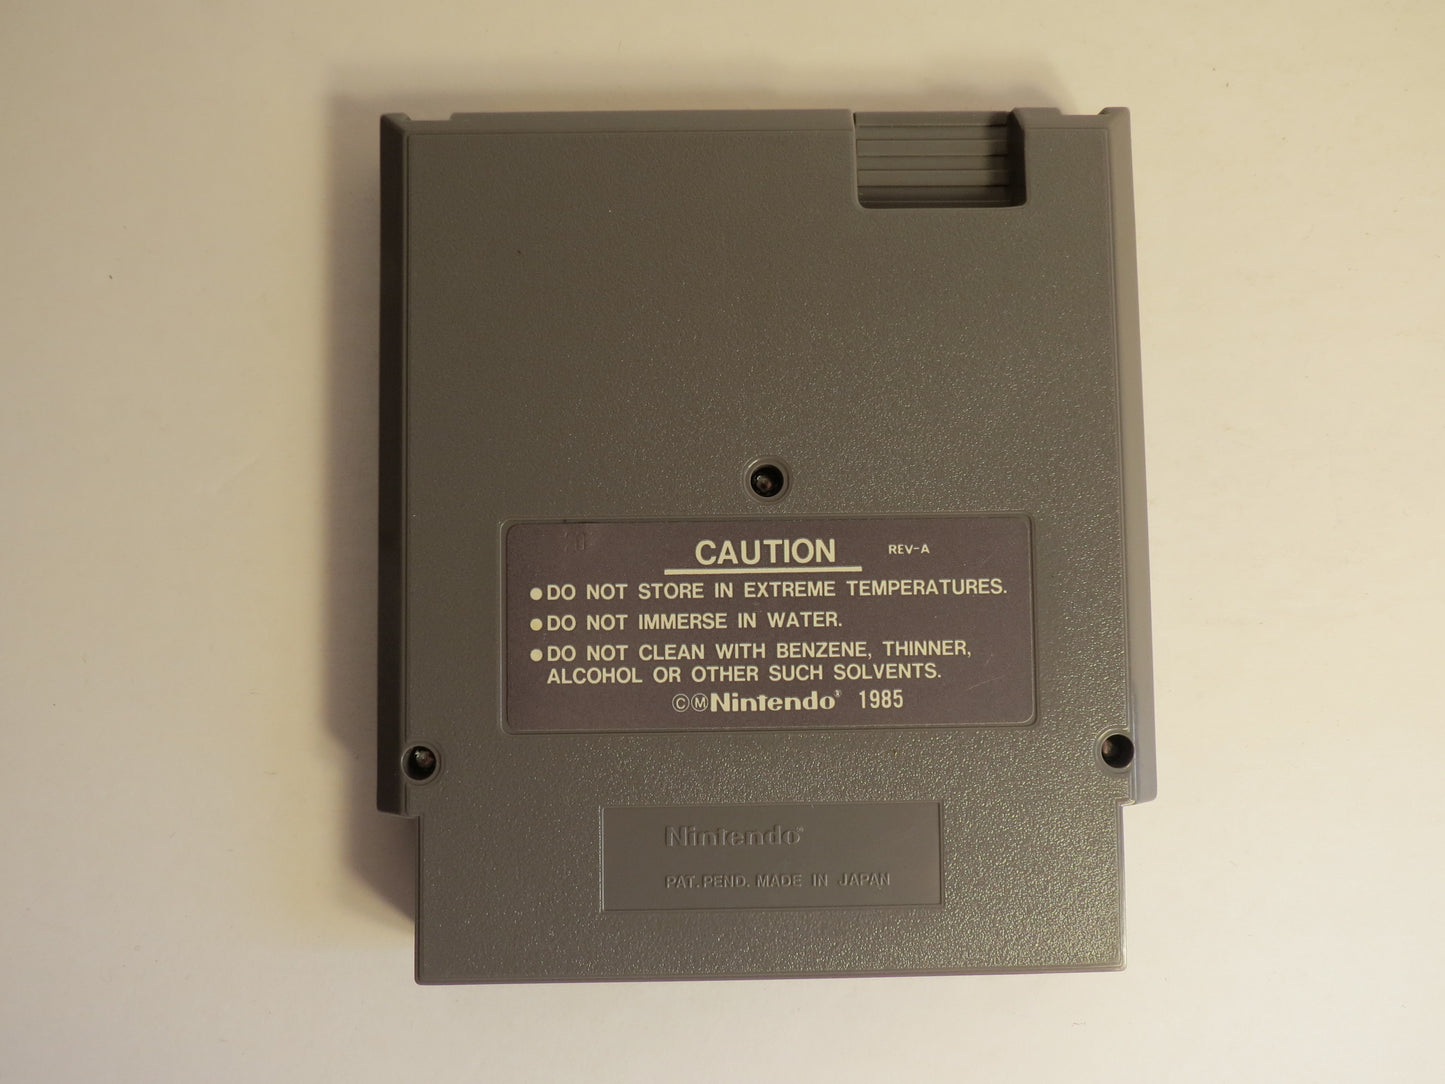 CAUTION REV-A
●DO NOT STORE IN EXTREME TEMPERATURES.
●DO NOT IMMERSE IN WATER.
●DO NOT CLEAN WITH BENZENE, THINNER,
ALCOHOL OR OTHER SUCH SOLVENTS.
ⒸⓂNintendo® 1985
Nintendo®
PAT. PEND. MADE IN JAPAN